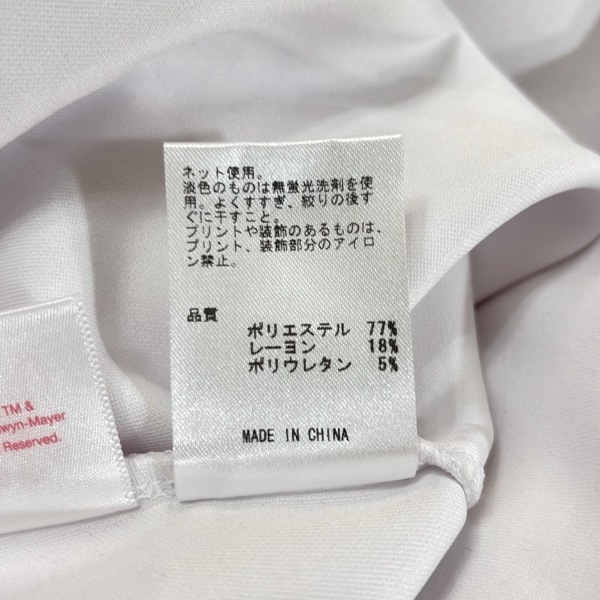 ネット使用。
淡色のものは無蛍光洗剤を使
用。よくすすぎ、絞りの後す
ぐに干すこと。
プリントや装飾のあるものは、
プリント、装飾部分のアイロ
ン禁止。
品質
ポリエステル 77%
レーヨン 18%
ポリウレタン 5%
MADE IN CHINA
TM &
wyn-Mayer
Reserved.